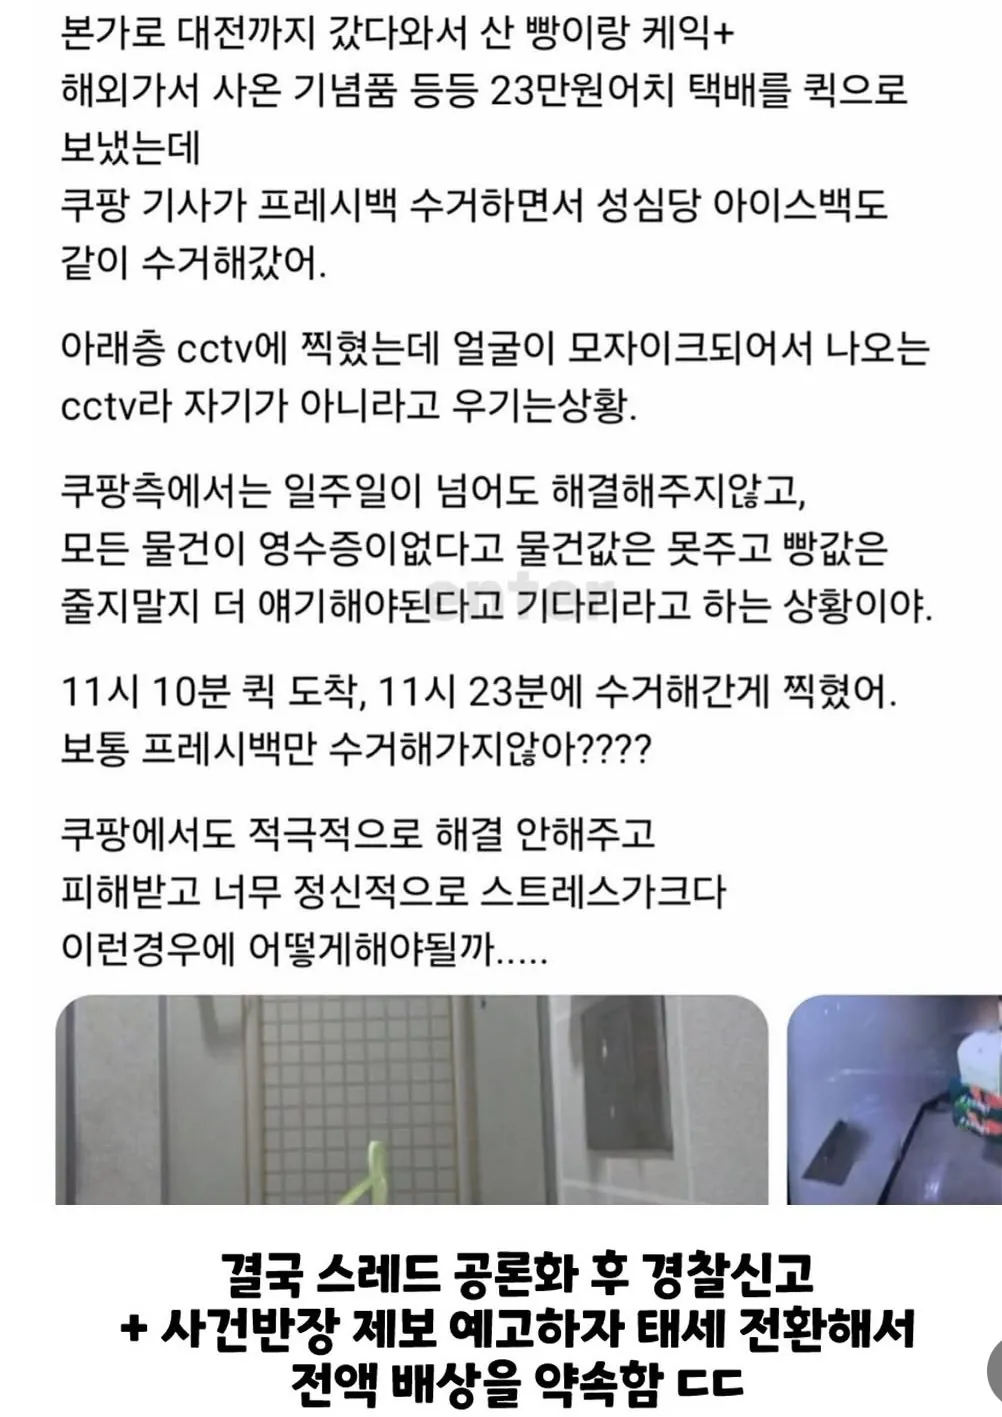 본가로 대전까지 갔다와서 산 빵이랑 케익+
해외가서 사온 기념품 등등 23만원어치 택배를 퀵으로
보냈는데
쿠팡 기사가 프레시백 수거하면서 성심당 아이스백도
같이 수거해갔어.
아래층 cctv에 찍혔는데 얼굴이 모자이크되어서 나오는
cctv라 자기가 아니라고 우기는상황.
쿠팡측에서는 일주일이 넘어도 해결해주지않고,
모든 물건이 영수증이없다고 물건값은 못주고 빵값은
줄지말지 더 얘기해야된다고 기다리라고 하는 상황이야.
enter
11시 10분 퀵 도착, 11시 23분에 수거해간게 찍혔어.
보통 프레시백만 수거해가지않아????
쿠팡에서도 적극적으로 해결 안해주고
피해받고 너무 정신적으로 스트레스가크다
이런경우에 어떻게해야될까.....
결국 스레드 공론화 후 경찰신고
+ 사건반장 제보 예고하자 태세 전환해서
전액 배상을 약속함 ㄷㄷ